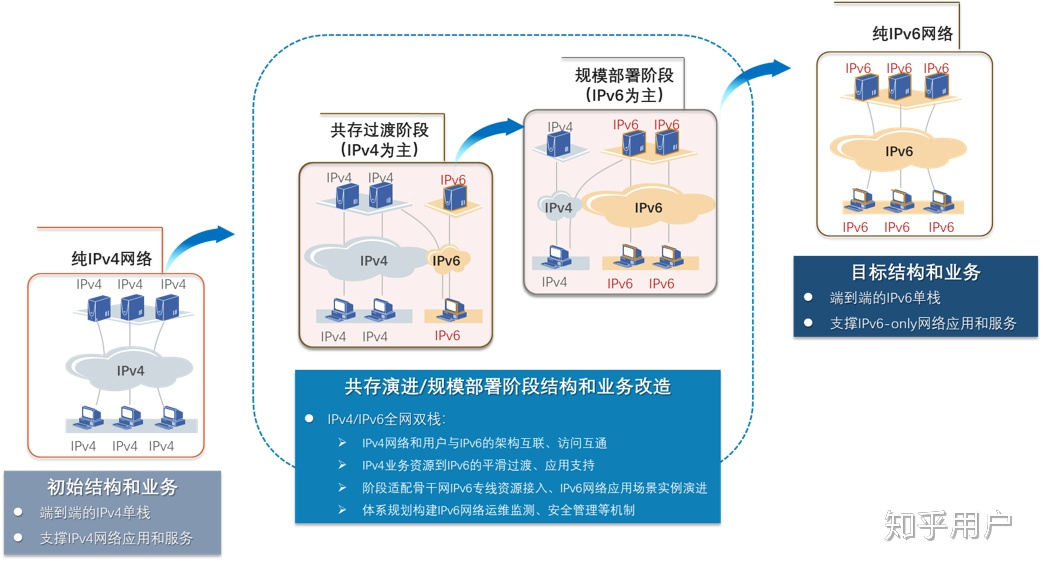 纯IPv4网络
IPv4 IPv4 IPv4
IPv4
IPv4 IPv4 IPv4
初始结构和业务
端到端的IPv4单栈
支撑IPv4网络应用和服务
共存过渡阶段
(IPv4为主)
IPv4 IPv4 IPv6
IPv4 IPv6
IPv4 IPv4 IPv6
规模部署阶段
(IPv6为主)
IPv4 IPv6 IPv6
IPv4 IPv6
IPv4 IPv6 IPv6
共存演进/规模部署阶段结构和业务改造
IPv4/IPv6全网双栈:
IPv4网络和用户与IPv6的架构互联、访问互通
IPv4业务资源到IPv6的平滑过渡、应用支持
阶段适配骨干网IPv6专线资源接入、IPv6网络应用场景实例演进
体系规划构建IPv6网络运维监测、安全管理等机制
纯IPv6网络
IPv6 IPv6 IPv6
IPv6
IPv6 IPv6 IPv6
目标结构和业务
端到端的IPv6单栈
支撑IPv6-only网络应用和服务
知乎用户